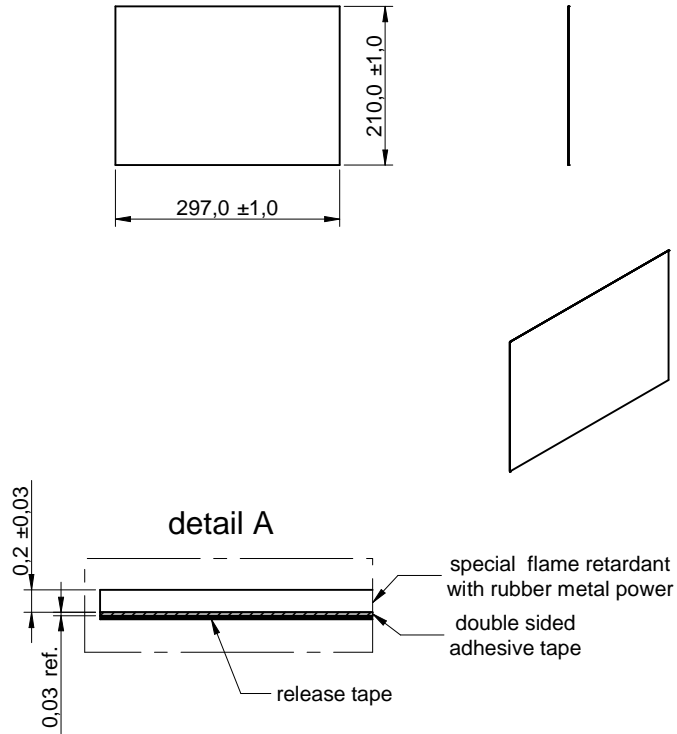 210,0 ±1,0
297,0 ±1,0
detail A
0,2 ±0,03
0,03 ref.
special flame retardant
with rubber metal power
double sided
adhesive tape
release tape